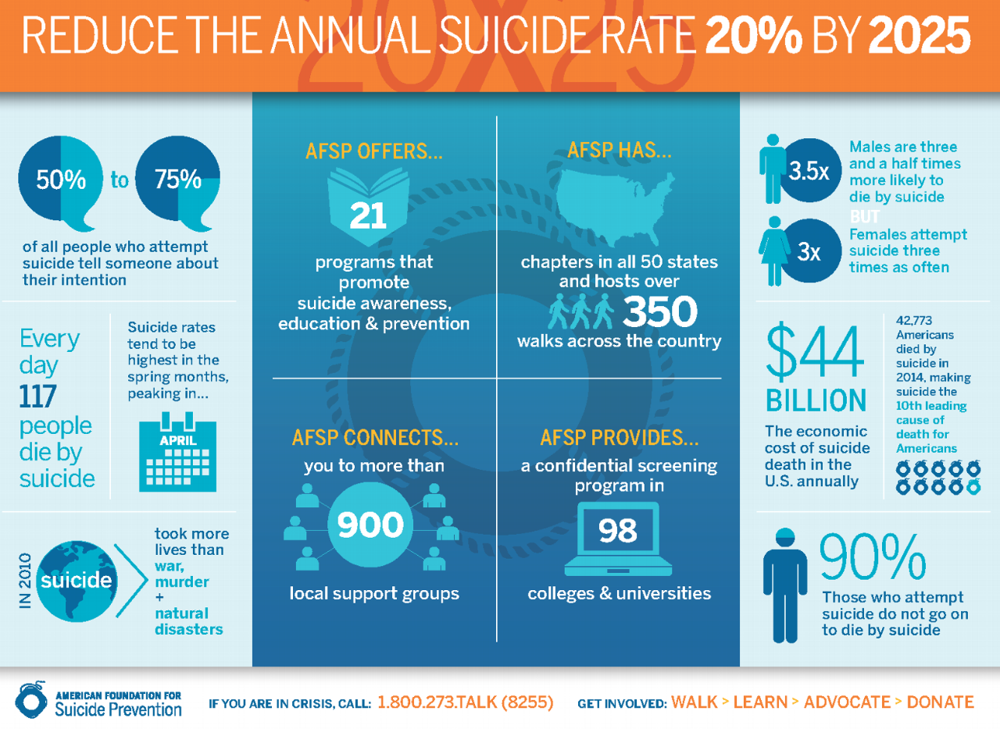 REDUCE THE ANNUAL SUICIDE RATE 20% BY 2025
20X25
50% to 75%
of all people who attempt
suicide tell someone about
their intention
Every
day
117
people
die by
suicide
Suicide rates
tend to be
highest in the
spring months,
peaking in...
APRIL
IN 2010
suicide
took more
lives than
war,
murder
+
natural
disasters
AFSP OFFERS...
21
programs that
promote
suicide awareness,
education & prevention
AFSP HAS...
chapters in all 50 states
and hosts over
350
walks across the country
AFSP CONNECTS...
you to more than
900
local support groups
AFSP PROVIDES...
a confidential screening
program in
98
colleges & universities
3.5x
Males are three
and a half times
more likely to
die by suicide
BUT
3x
Females attempt
suicide three
times as often
$44
BILLION
The economic
cost of suicide
death in the
U.S. annually
42,773
Americans
died by
suicide in
2014, making
suicide the
10th leading
cause of
death for
Americans
90%
Those who attempt
suicide do not go on
to die by suicide
AMERICAN FOUNDATION FOR
Suicide Prevention
IF YOU ARE IN CRISIS, CALL: 1.800.273.TALK (8255)
GET INVOLVED: WALK > LEARN > ADVOCATE > DONATE